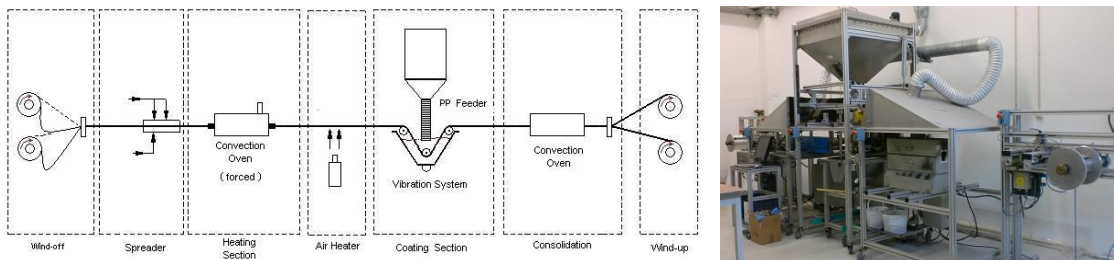 PP Feeder
Convection
Oven
(forced)
Vibration System
Convection
Oven
Wind-off
Spreader
Heating
Section
Air Heater
Coating Section
Consolidation
Wind-up